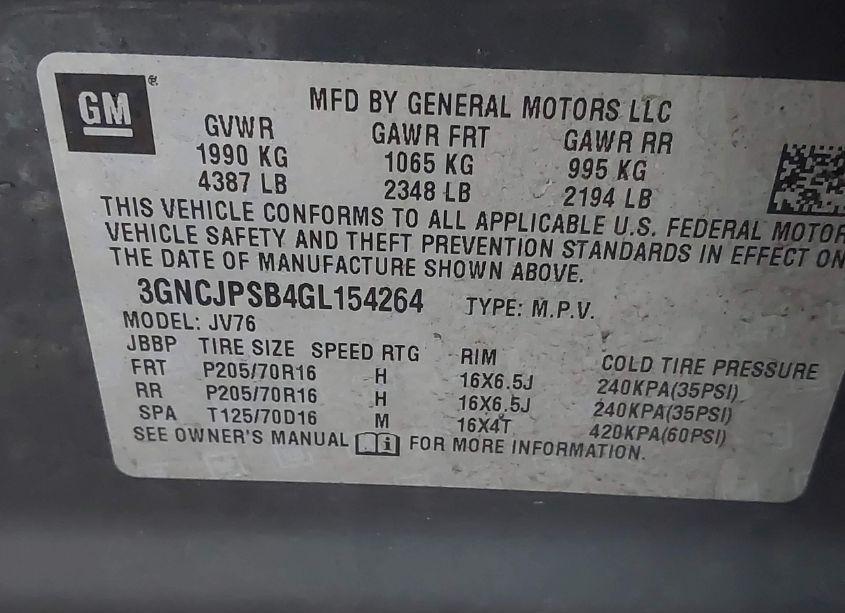 GM ®
MFD BY GENERAL MOTORS LLC
GVWR GAWR FRT GAWR RR
1990 KG 1065 KG 995 KG
4387 LB 2348 LB 2194 LB
THIS VEHICLE CONFORMS TO ALL APPLICABLE U.S. FEDERAL MOTOR
VEHICLE SAFETY AND THEFT PREVENTION STANDARDS IN EFFECT ON
THE DATE OF MANUFACTURE SHOWN ABOVE.
3GNCJPSB4GL154264 TYPE: M.P.V.
MODEL: JV76
JBBP TIRE SIZE SPEED RTG RIM COLD TIRE PRESSURE
FRT P205/70R16 H 16X6.5J 240KPA(35PSI)
RR P205/70R16 H 16X6.5J 240KPA(35PSI)
SPA T125/70D16 M 16X4T 420KPA(60PSI)
SEE OWNER'S MANUAL i FOR MORE INFORMATION.